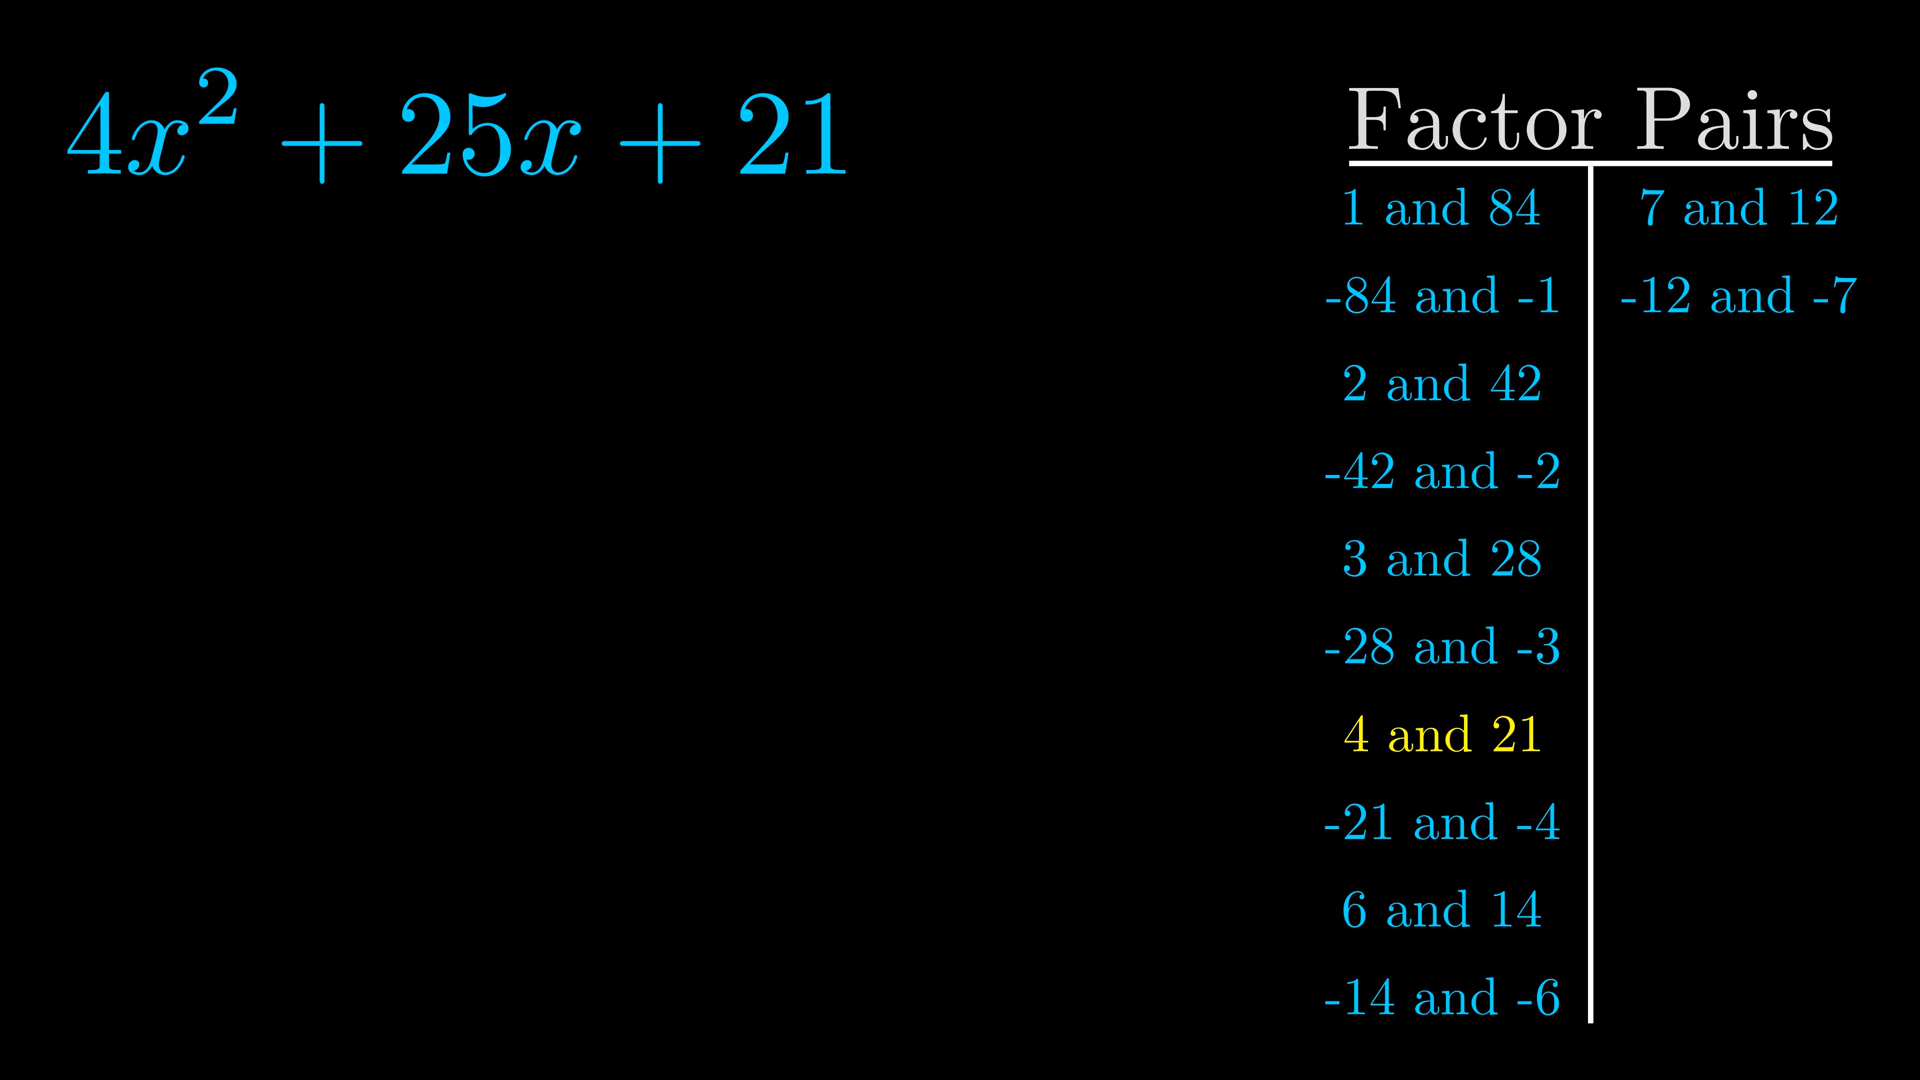 4x² + 25x + 21
Factor Pairs
1 and 84
-84 and -1
2 and 42
-42 and -2
3 and 28
-28 and -3
4 and 21
-21 and -4
6 and 14
-14 and -6
7 and 12
-12 and -7